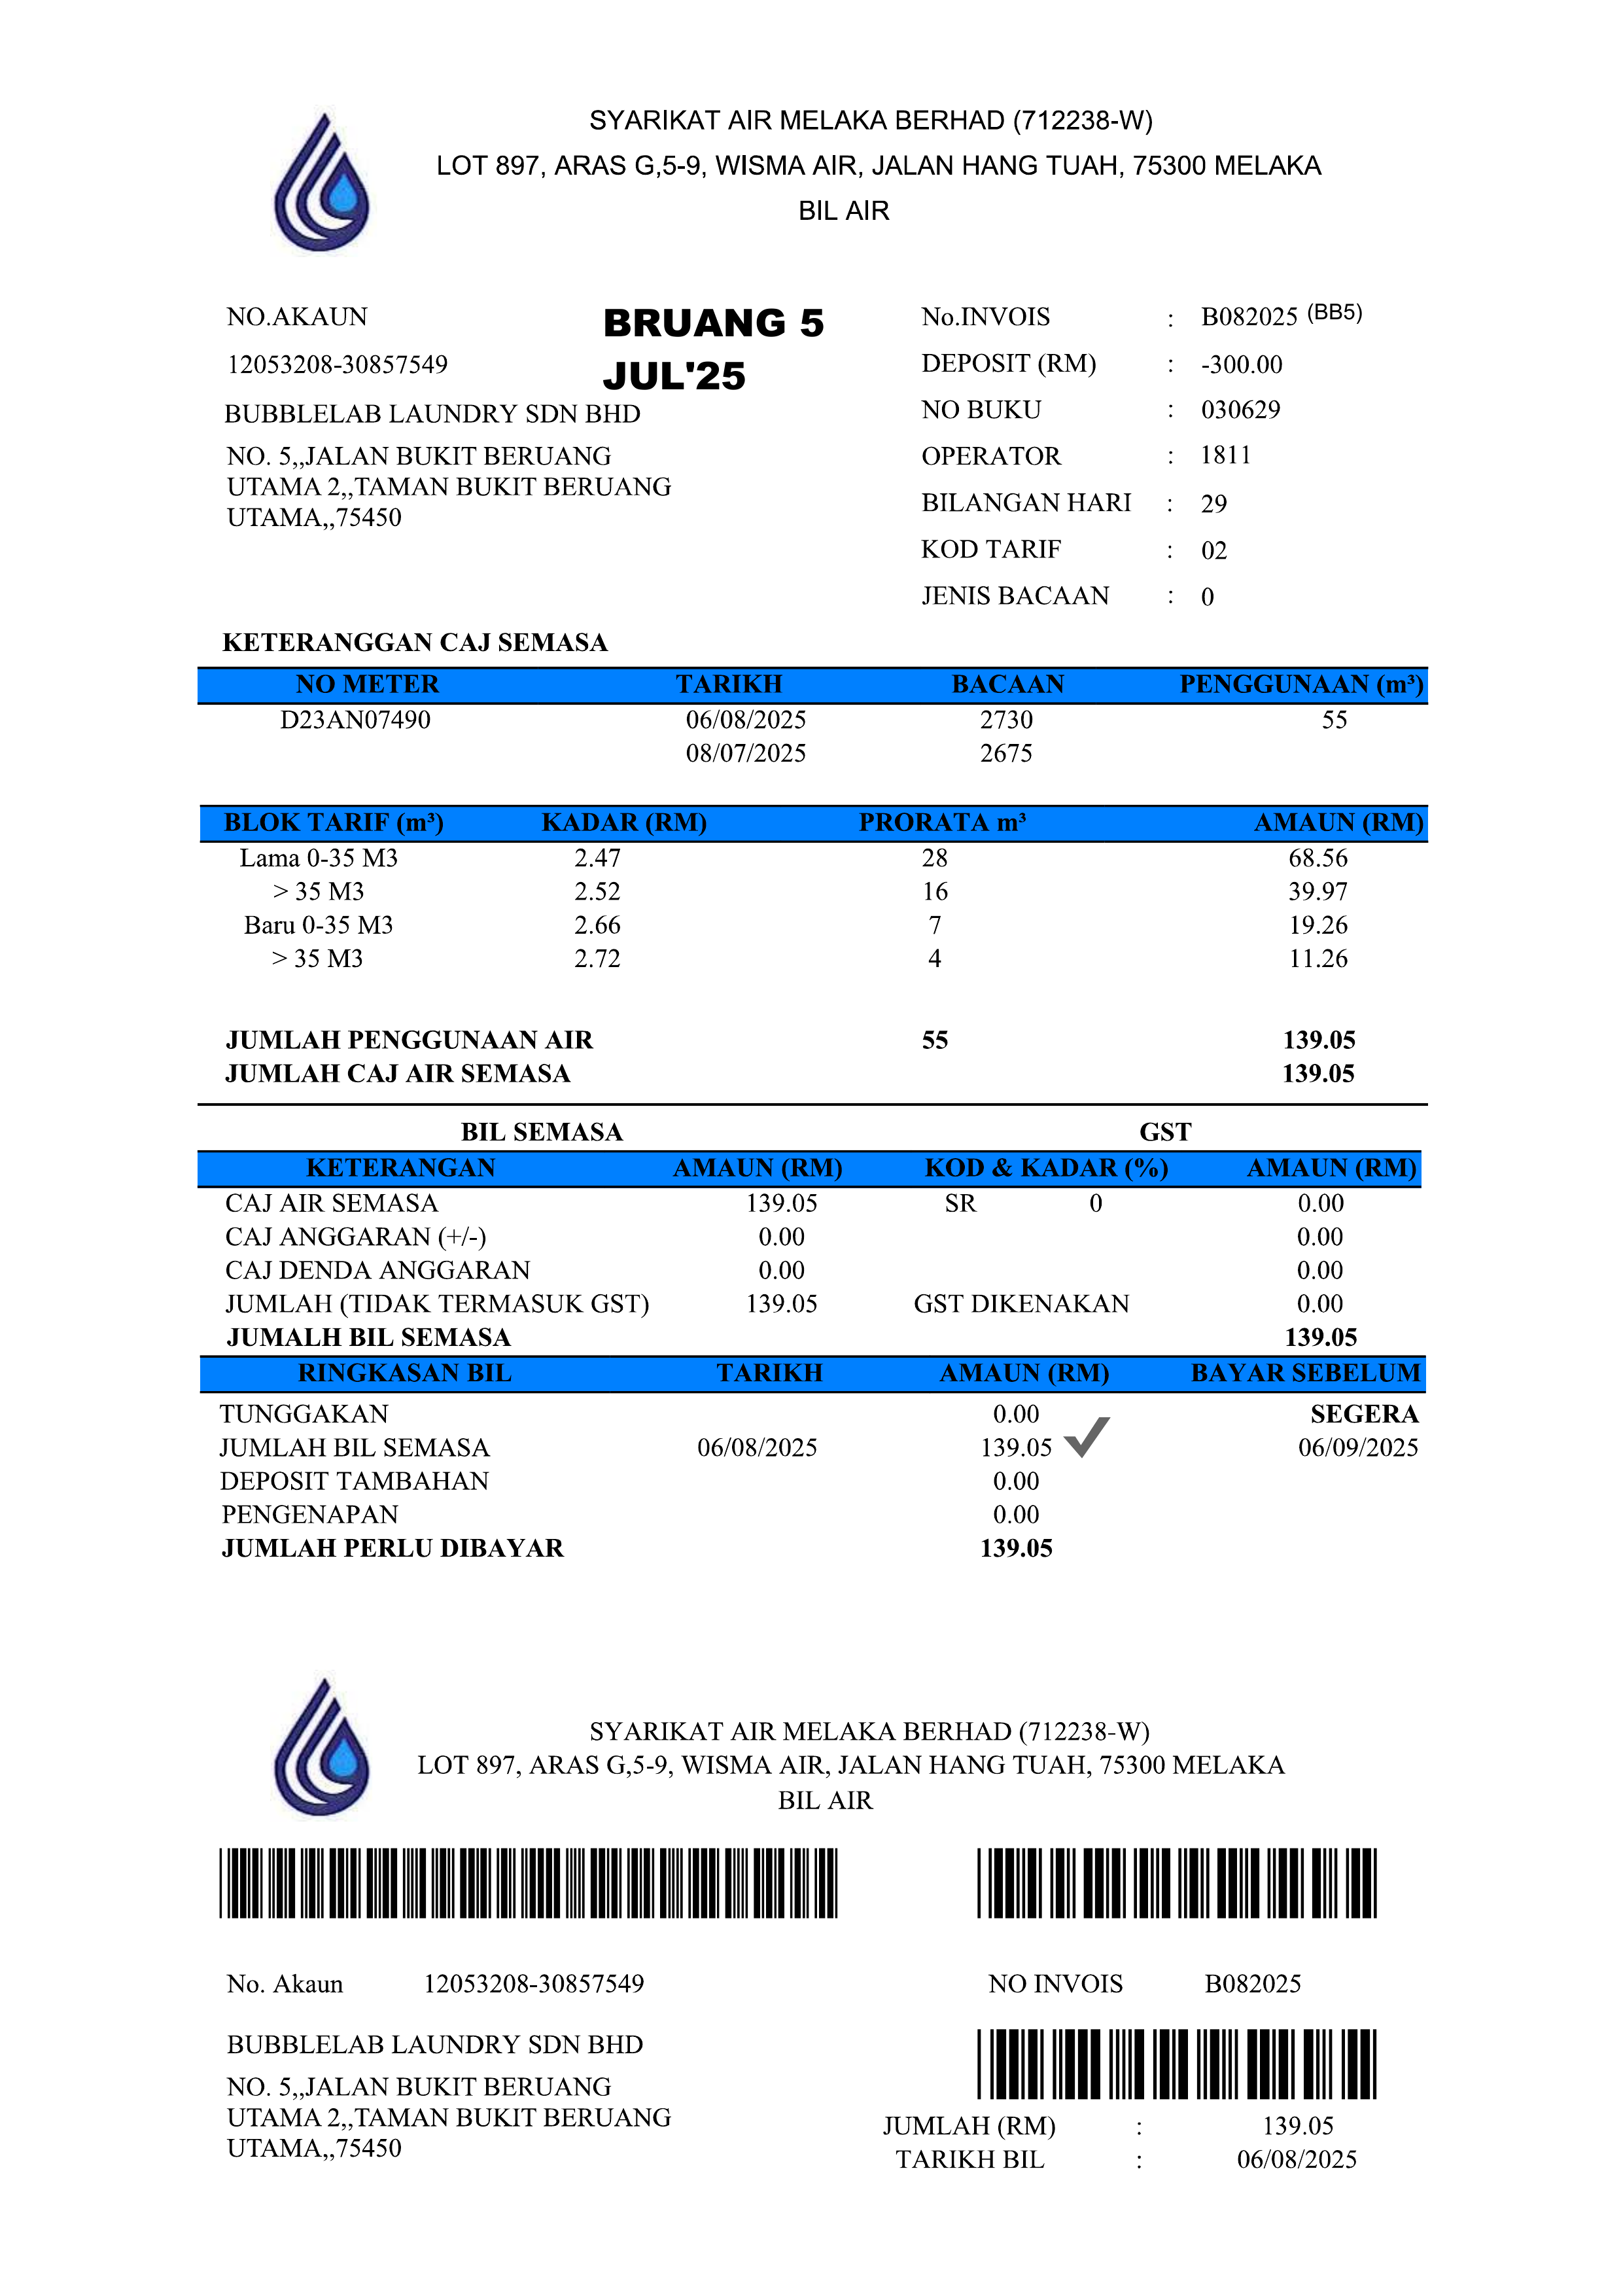 SYARIKAT AIR MELAKA BERHAD (712238-W)
LOT 897, ARAS G,5-9, WISMA AIR, JALAN HANG TUAH, 75300 MELAKA
BIL AIR
NO.AKAUN
12053208-30857549
BRUANG 5
JUL'25
BUBBLELAB LAUNDRY SDN BHD
NO. 5,,JALAN BUKIT BERUANG
UTAMA 2,,TAMAN BUKIT BERUANG
UTAMA,,75450
No.INVOIS : B082025 (BB5)
DEPOSIT (RM) : -300.00
NO BUKU : 030629
OPERATOR : 1811
BILANGAN HARI : 29
KOD TARIF : 02
JENIS BACAAN : 0
KETERANGGAN CAJ SEMASA
NO METER TARIKH BACAAN PENGGUNAAN (m³)
D23AN07490 06/08/2025 2730 55
08/07/2025 2675
BLOK TARIF (m³) KADAR (RM) PRORATA m³ AMAUN (RM)
Lama 0-35 M3 2.47 28 68.56
> 35 M3 2.52 16 39.97
Baru 0-35 M3 2.66 7 19.26
> 35 M3 2.72 4 11.26
JUMLAH PENGGUNAAN AIR 55 139.05
JUMLAH CAJ AIR SEMASA 139.05
BIL SEMASA GST
KETERANGAN AMAUN (RM) KOD & KADAR (%) AMAUN (RM)
CAJ AIR SEMASA 139.05 SR 0 0.00
CAJ ANGGARAN (+/-) 0.00 0.00
CAJ DENDA ANGGARAN 0.00 0.00
JUMLAH (TIDAK TERMASUK GST) 139.05 GST DIKENAKAN 0.00
JUMALH BIL SEMASA 139.05
RINGKASAN BIL TARIKH AMAUN (RM) BAYAR SEBELUM
TUNGGAKAN 0.00 SEGERA
JUMLAH BIL SEMASA 06/08/2025 139.05 06/09/2025
DEPOSIT TAMBAHAN 0.00
PENGENAPAN 0.00
JUMLAH PERLU DIBAYAR 139.05
SYARIKAT AIR MELAKA BERHAD (712238-W)
LOT 897, ARAS G,5-9, WISMA AIR, JALAN HANG TUAH, 75300 MELAKA
BIL AIR
No. Akaun 12053208-30857549
NO INVOIS B082025
BUBBLELAB LAUNDRY SDN BHD
NO. 5,,JALAN BUKIT BERUANG
UTAMA 2,,TAMAN BUKIT BERUANG
UTAMA,,75450
JUMLAH (RM) : 139.05
TARIKH BIL : 06/08/2025